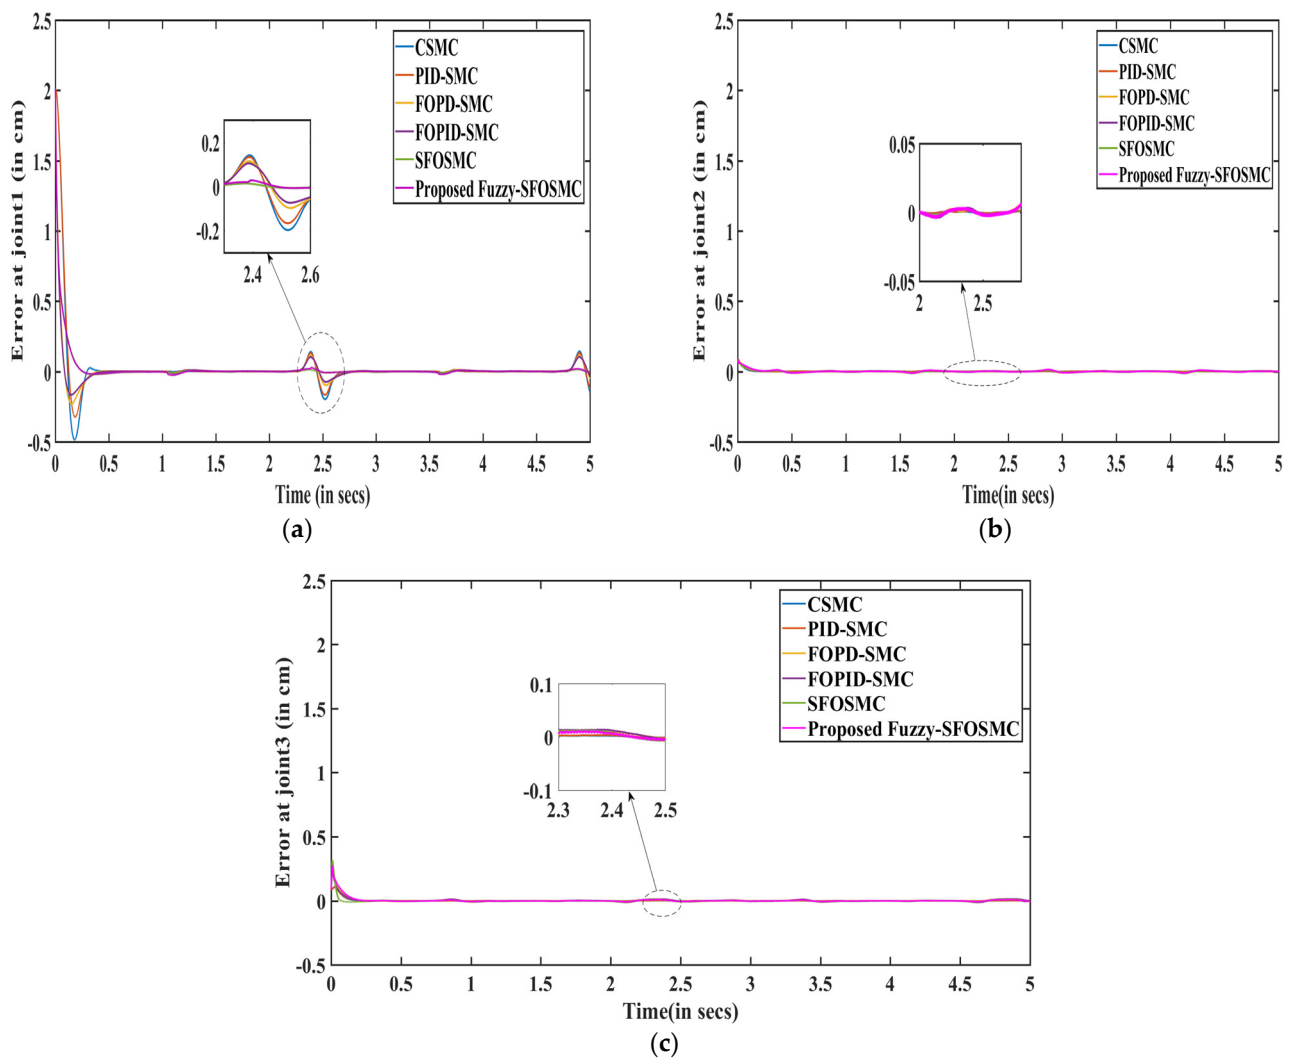 2.5
2
1.5
1
0.5
0
-0.5
Error at joint1 (in cm)
CSMC
PID-SMC
FOPD-SMC
FOPID-SMC
SFOSMC
Proposed Fuzzy-SFOSMC
0.2
0
-0.2
2.4 2.6
0 0.5 1 1.5 2 2.5 3 3.5 4 4.5 5
Time (in secs)
(a)
2.5
2
1.5
1
0.5
0
-0.5
Error at joint2 (in cm)
CSMC
PID-SMC
FOPD-SMC
FOPID-SMC
SFOSMC
Proposed Fuzzy-SFOSMC
0.05
0
-0.05
2 2.5
0 0.5 1 1.5 2 2.5 3 3.5 4 4.5 5
Time(in secs)
(b)
2.5
2
1.5
1
0.5
0
-0.5
Error at joint3 (in cm)
CSMC
PID-SMC
FOPD-SMC
FOPID-SMC
SFOSMC
Proposed Fuzzy-SFOSMC
0.1
0
-0.1
2.3 2.4 2.5
0 0.5 1 1.5 2 2.5 3 3.5 4 4.5 5
Time(in secs)
(c)